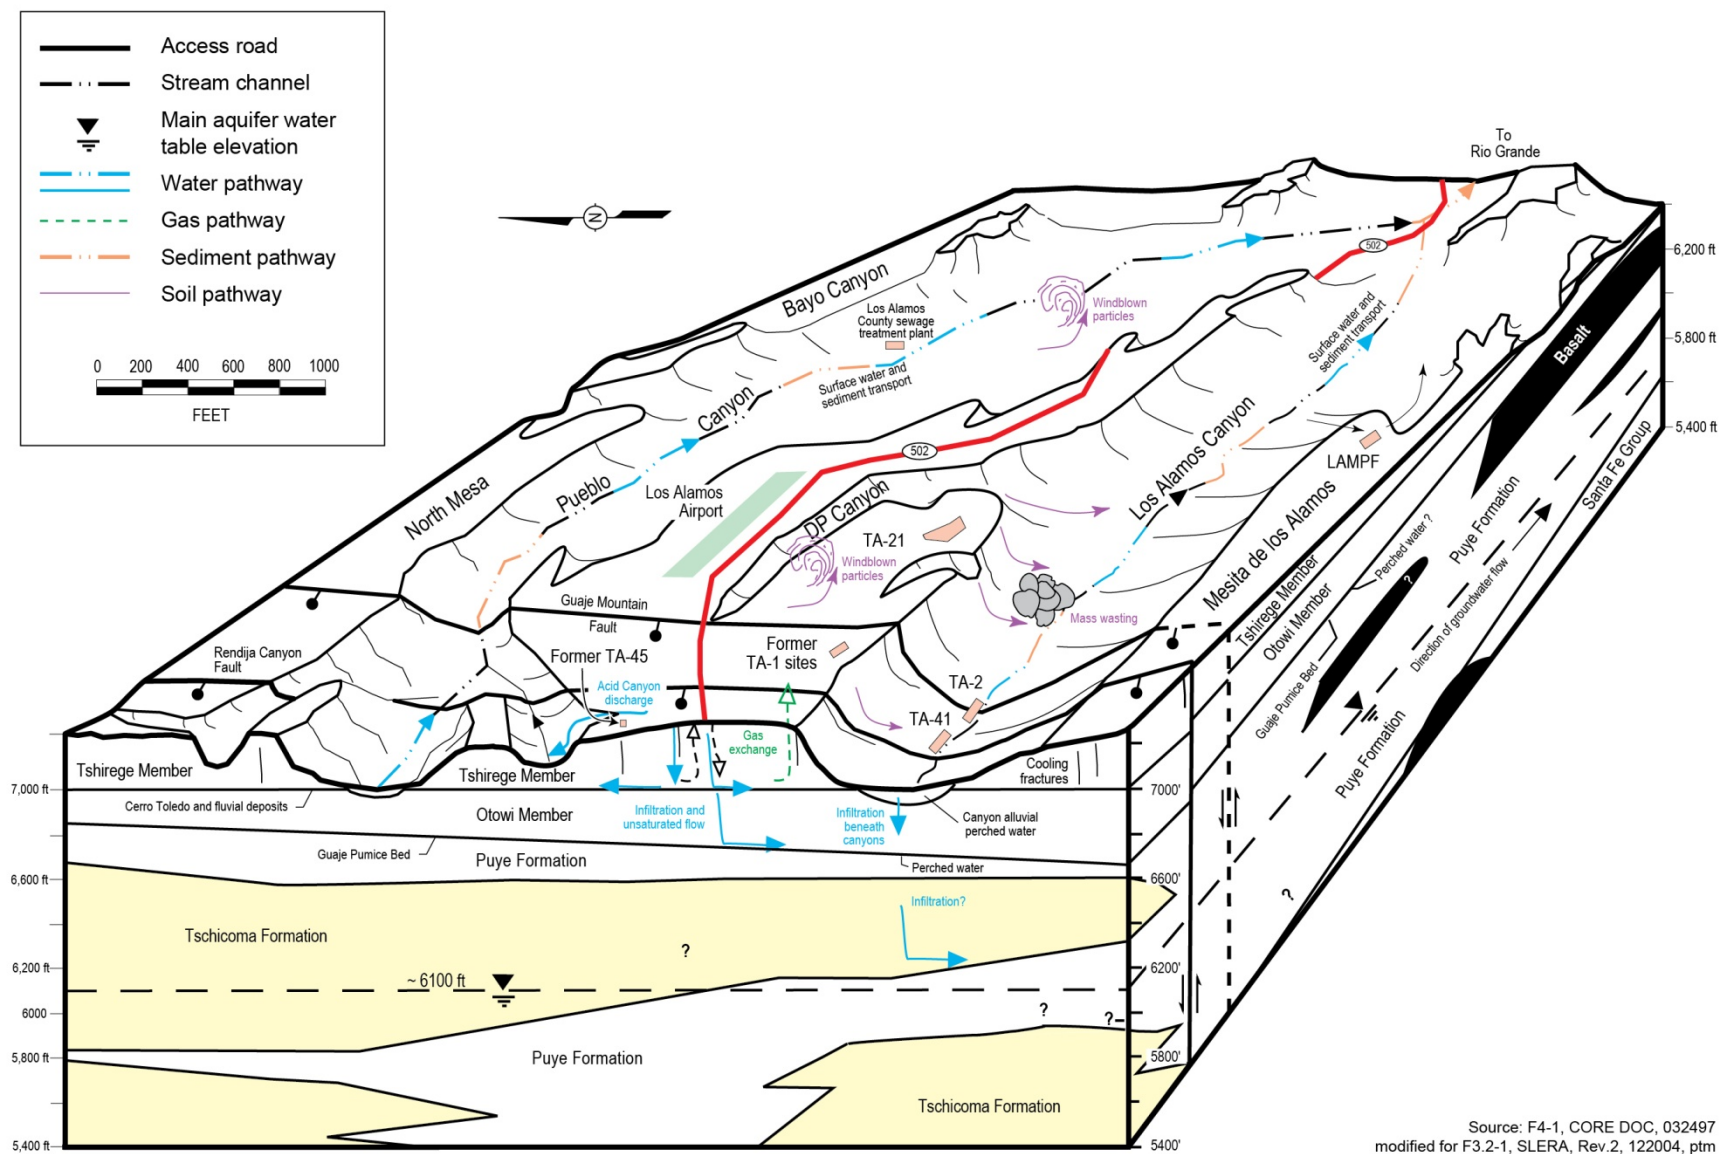 Access road
Stream channel
Main aquifer water
table elevation
Water pathway
Gas pathway
Sediment pathway
Soil pathway
0 200 400 600 800 1000
FEET
N
To
Rio Grande
Bayo Canyon
502
6,200 ft
Los Alamos
County sewage
treatment plant
Windblown
particles
Surface water and
sediment transport
Basalt
5,800 ft
Surface water and
sediment transport
Canyon
5,400 ft
North Mesa
Pueblo
502
Los Alamos
Airport
DP Canyon
Los Alamos Canyon
LAMPF
Santa Fe Group
TA-21
Mesita de los Alamos
Perched water ?
Puye Formation
Windblown
particles
Guaje Mountain
Fault
Mass wasting
Tshirege Member
Otowi Member
?
Direction of groundwater flow
Rendija Canyon
Fault
Former TA-45
Former
TA-1 sites
Guaje Pumice Bed
TA-2
Acid Canyon
discharge
TA-41
Gas
exchange
Puye Formation
Tshirege Member
Tshirege Member
Cooling
fractures
7,000 ft
7000'
Cerro Toledo and fluvial deposits
Otowi Member
Infiltration and
unsaturated flow
Infiltration
beneath
canyons
Canyon alluvial
perched water
Guaje Pumice Bed
Puye Formation
Perched water
6,600 ft
6600'
Infiltration?
?
Tschicoma Formation
?
6,200 ft
6200'
~ 6100 ft
6000
?
?
5,800 ft
5800'
Puye Formation
Tschicoma Formation
5,400 ft
5400'
Source: F4-1, CORE DOC, 032497
modified for F3.2-1, SLERA, Rev.2, 122004, ptm